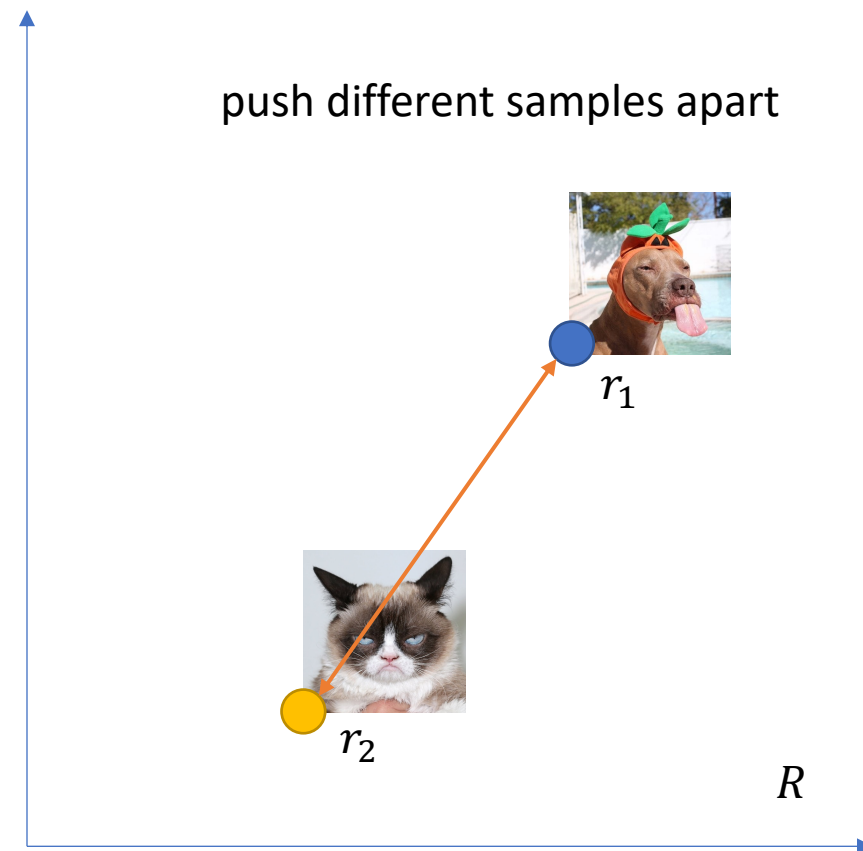 push different samples apart
r₁
r₂
R